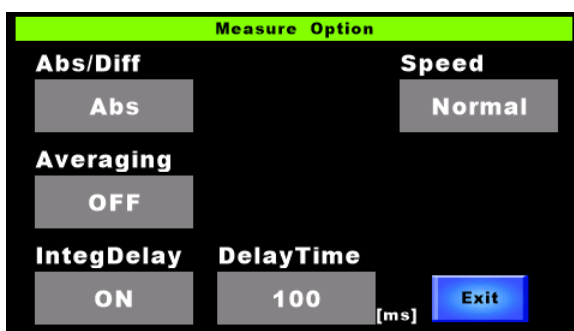 Measure Option
Abs/Diff
Speed
Abs
Normal
Averaging
OFF
IntegDelay
DelayTime
ON
100
[ms]
Exit